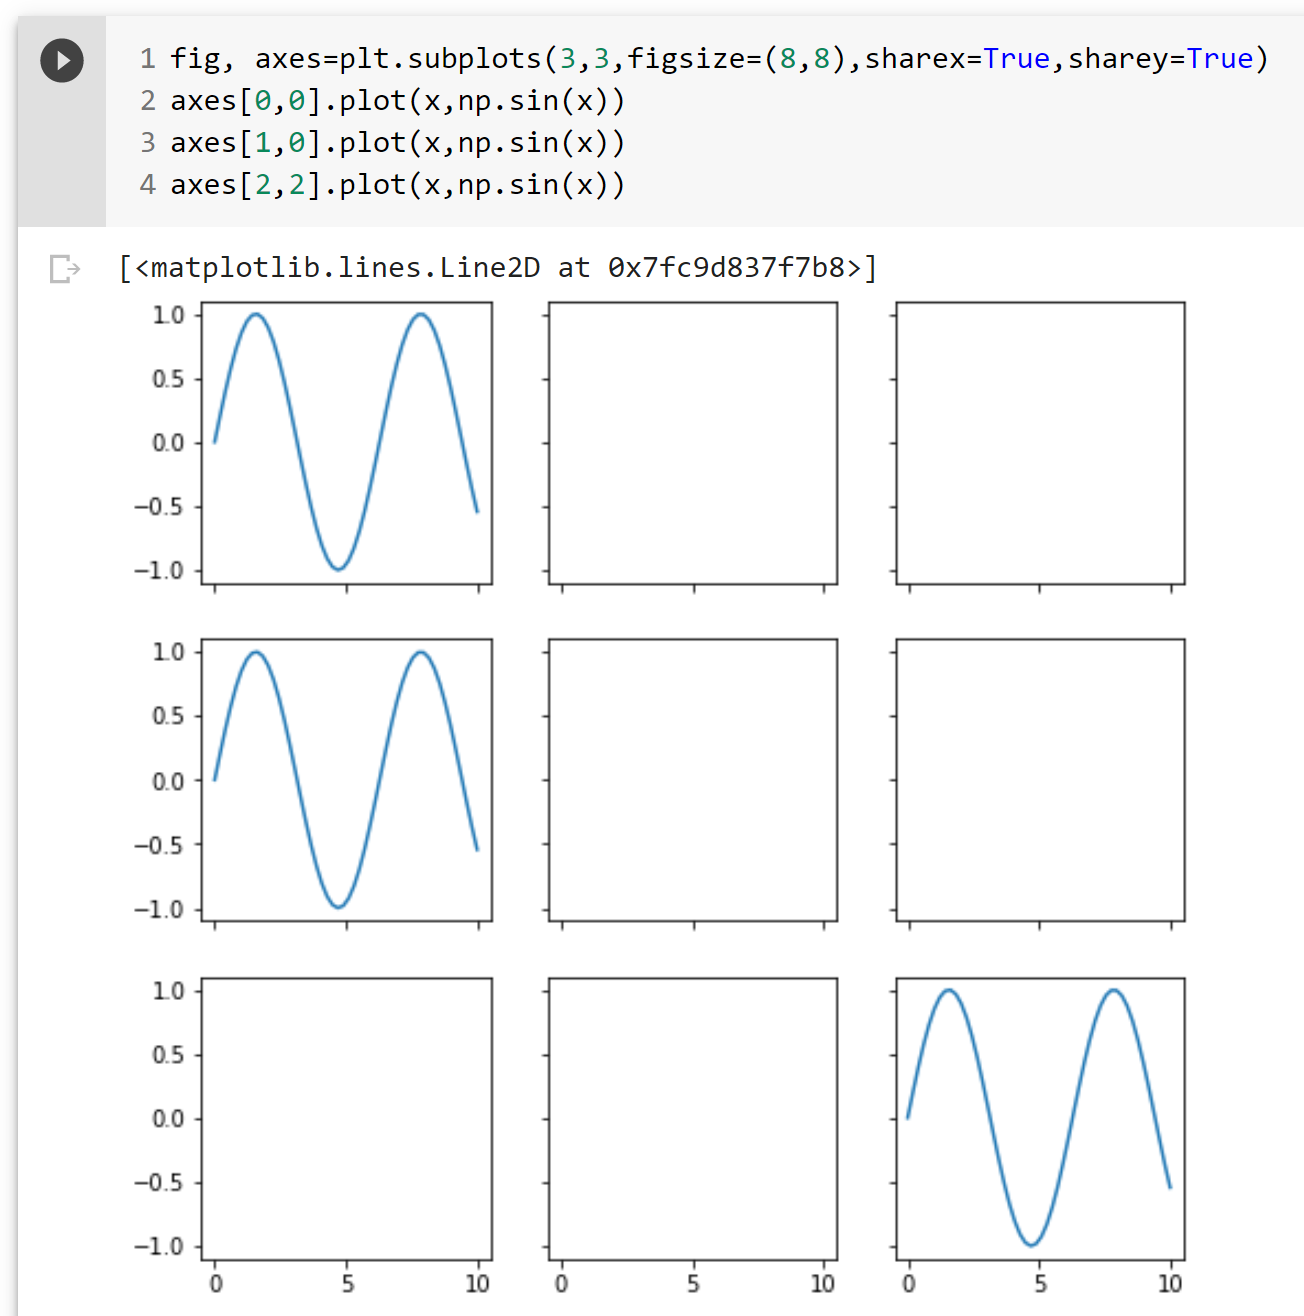 1 fig, axes=plt.subplots(3,3,figsize=(8,8),sharex=True,sharey=True)
2 axes[0,0].plot(x,np.sin(x))
3 axes[1,0].plot(x,np.sin(x))
4 axes[2,2].plot(x,np.sin(x))
[<matplotlib.lines.Line2D at 0x7fc9d837f7b8>]
1.0
0.5
0.0
−0.5
−1.0
1.0
0.5
0.0
−0.5
−1.0
1.0
0.5
0.0
−0.5
−1.0
0 5 10 0 5 10 0 5 10